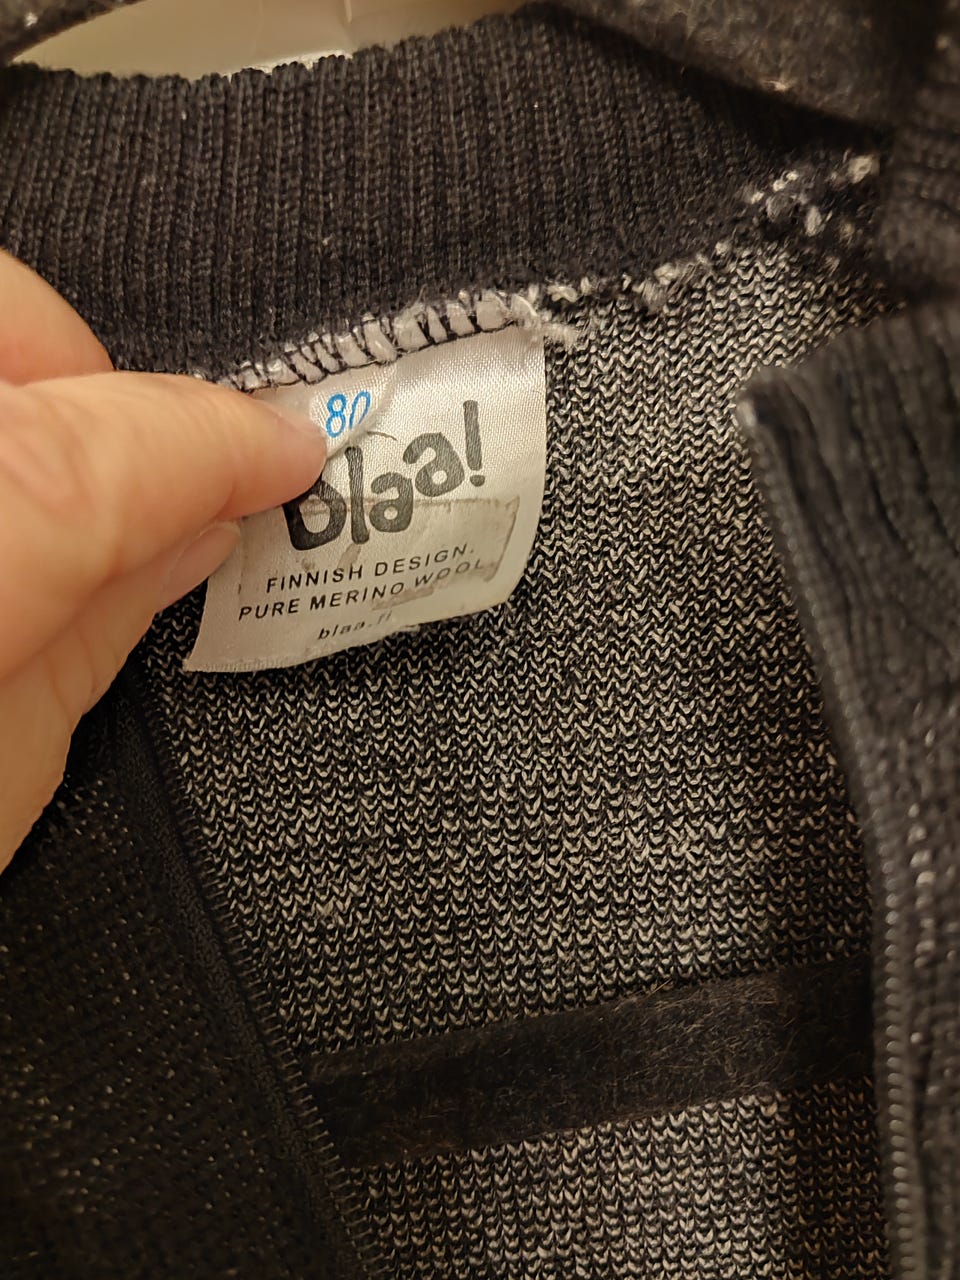 80
blaa!
FINNISH DESIGN.
PURE MERINO WOOL.
blaa.fi